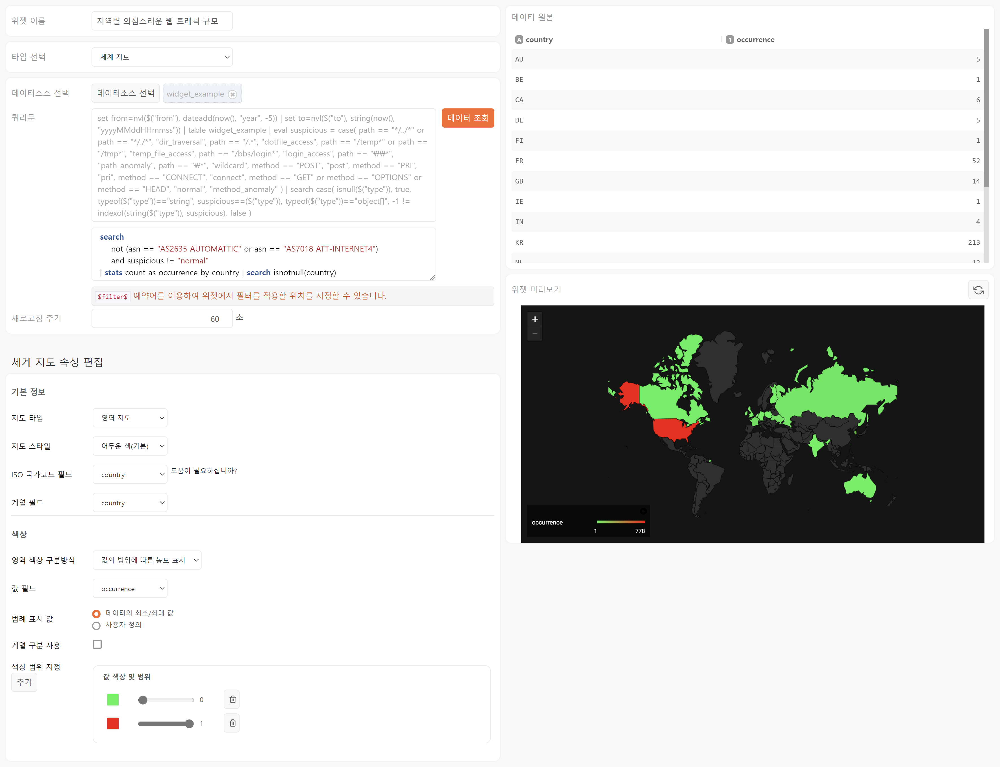 위젯 이름
지역별 의심스러운 웹 트래픽 규모
타입 선택
세계 지도
데이터소스 선택
데이터소스 선택
widget_example
쿼리문
set from=nvl($("from"), dateadd(now(), "year", -5)) | set to=nvl($("to"), string(now(),
"yyyyMMddHHmmss")) | table widget_example | eval suspicious = case( path == "*/../*" or
path == "*/./*", "dir_traversal", path == "/.*", "dotfile_access", path == "/temp*" or path ==
"/tmp*", "temp_file_access", path == "/bbs/login*", "login_access", path == "₩₩*",
"path_anomaly", path == "₩*", "wildcard", method == "POST", "post", method == "PRI",
"pri", method == "CONNECT", "connect", method == "GET" or method == "OPTIONS" or
method == "HEAD", "normal", "method_anomaly" ) | search case( isnull($("type")), true,
typeof($("type"))=="string", suspicious==($("type")), typeof($("type"))=="object[]", -1 !=
indexof(string($("type")), suspicious), false )
데이터 조회
search
not (asn == "AS2635 AUTOMATTIC" or asn == "AS7018 ATT-INTERNET4")
and suspicious != "normal"
| stats count as occurrence by country | search isnotnull(country)
$filter$ 예약어를 이용하여 위젯에서 필터를 적용할 위치를 지정할 수 있습니다.
새로고침 주기
60 초
세계 지도 속성 편집
기본 정보
지도 타입
영역 지도
지도 스타일
어두운 색(기본)
ISO 국가코드 필드
country
도움이 필요하십니까?
계열 필드
country
색상
영역 색상 구분방식
값의 범위에 따른 농도 표시
값 필드
occurrence
범례 표시 값
데이터의 최소/최대 값
사용자 정의
계열 구분 사용
색상 범위 지정
추가
값 색상 및 범위
0
1
데이터 원본
A country
1 occurrence
AU 5
BE 1
CA 6
DE 5
FI 1
FR 52
GB 14
IE 1
IN 4
KR 213
NL 12
위젯 미리보기
+
−
occurrence
1 778